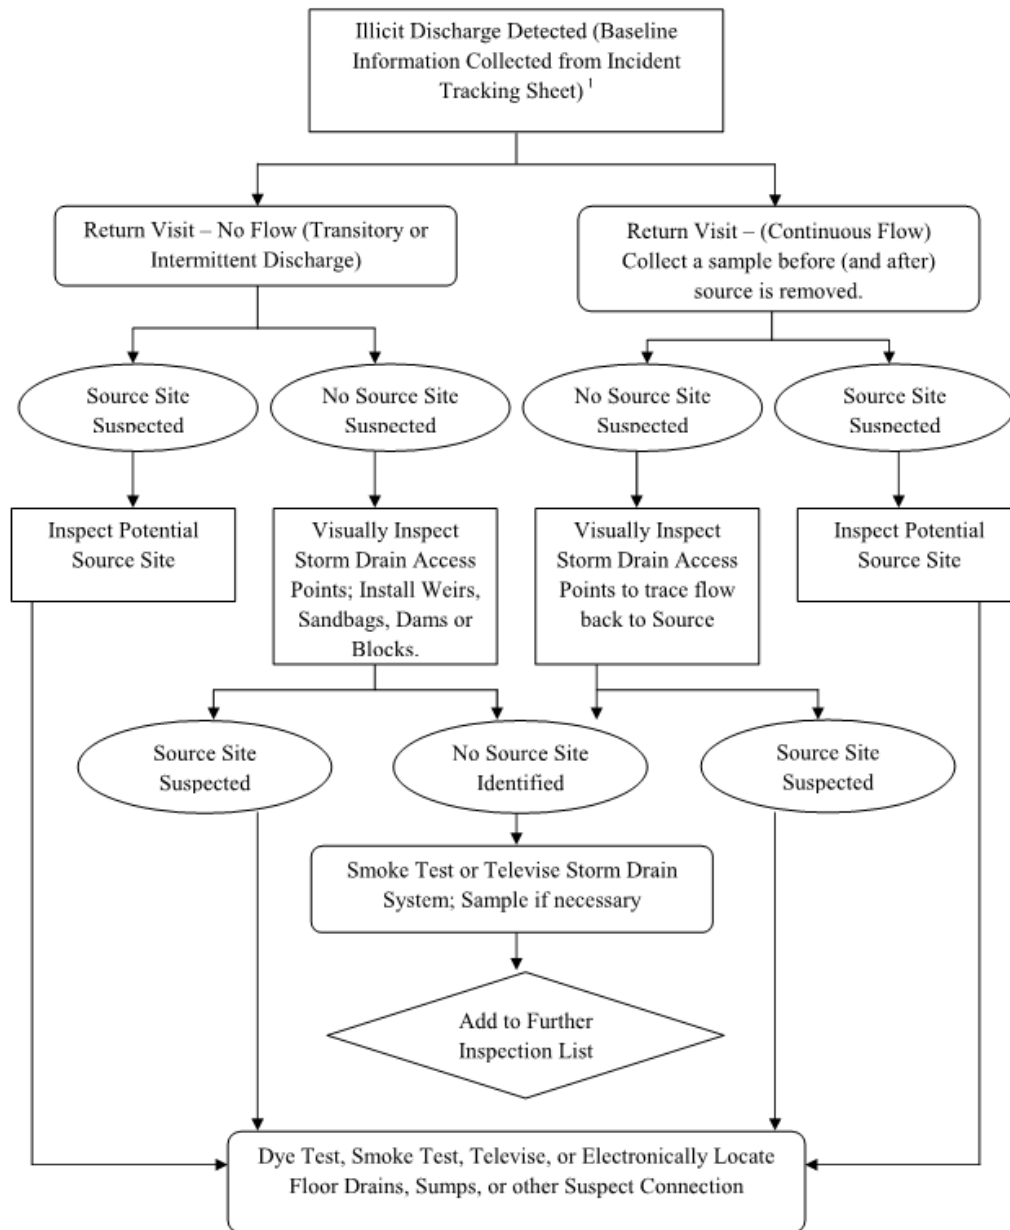 Illicit Discharge Detected (Baseline
Information Collected from Incident
Tracking Sheet) 1
Return Visit – No Flow (Transitory or
Intermittent Discharge)
Return Visit – (Continuous Flow)
Collect a sample before (and after)
source is removed.
Source Site
Suspected
No Source Site
Suspected
No Source Site
Suspected
Source Site
Suspected
Inspect Potential
Source Site
Visually Inspect
Storm Drain Access
Points; Install Weirs,
Sandbags, Dams or
Blocks.
Visually Inspect
Storm Drain Access
Points to trace flow
back to Source
Inspect Potential
Source Site
Source Site
Suspected
No Source Site
Identified
Source Site
Suspected
Smoke Test or Televise Storm Drain
System; Sample if necessary
Add to Further
Inspection List
Dye Test, Smoke Test, Televise, or Electronically Locate
Floor Drains, Sumps, or other Suspect Connection